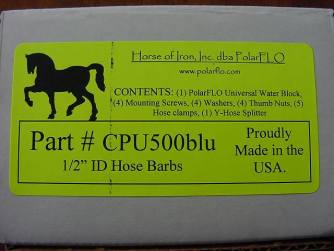 Horse of Iron, Inc. dba PolarFLO
www.polarflo.com
CONTENTS: (1) PolarFLO Universal Water Block,
(4) Mounting Screws, (4) Washers, (4) Thumb Nuts, (5)
Hose clamps, (1) Y-Hose Splitter
Part # CPU500blu
1/2" ID Hose Barbs
Proudly
Made in the
USA.